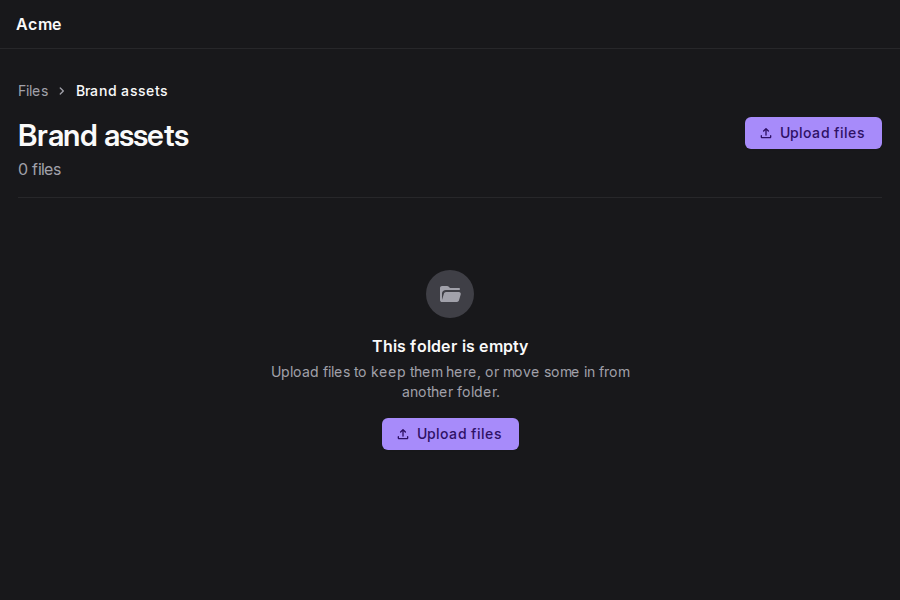 Acme
Files
Brand assets
Brand assets
Upload files
0 files
This folder is empty
Upload files to keep them here, or move some in from
another folder.
Upload files